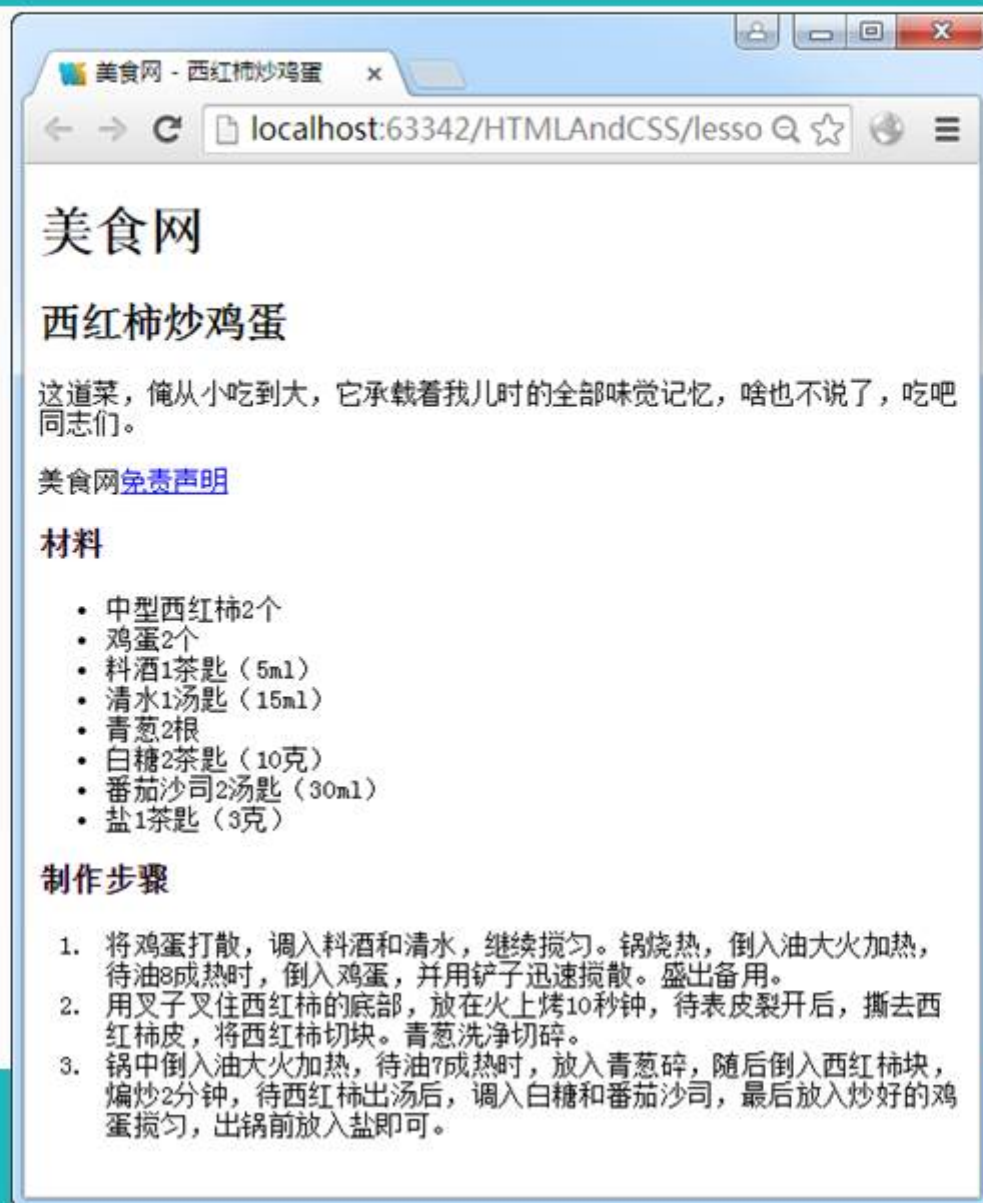 美食网 - 西红柿炒鸡蛋
localhost:63342/HTMLAndCSS/lesso
美食网
西红柿炒鸡蛋
这道菜，俺从小吃到大，它承载着我儿时的全部味觉记忆，啥也不说了，吃吧
同志们。
美食网免责声明
材料
• 中型西红柿2个
• 鸡蛋2个
• 料酒1茶匙（5ml）
• 清水1汤匙（15ml）
• 青葱2根
• 白糖2茶匙（10克）
• 番茄沙司2汤匙（30ml）
• 盐1茶匙（3克）
制作步骤
1. 将鸡蛋打散，调入料酒和清水，继续搅匀。锅烧热，倒入油大火加热，
待油8成热时，倒入鸡蛋，并用铲子迅速搅散。盛出备用。
2. 用叉子叉住西红柿的底部，放在火上烤10秒钟，待表皮裂开后，撕去西
红柿皮，将西红柿切块。青葱洗净切碎。
3. 锅中倒入油大火加热，待油7成热时，放入青葱碎，随后倒入西红柿块，
煸炒2分钟，待西红柿出汤后，调入白糖和番茄沙司，最后放入炒好的鸡
蛋搅匀，出锅前放入盐即可。